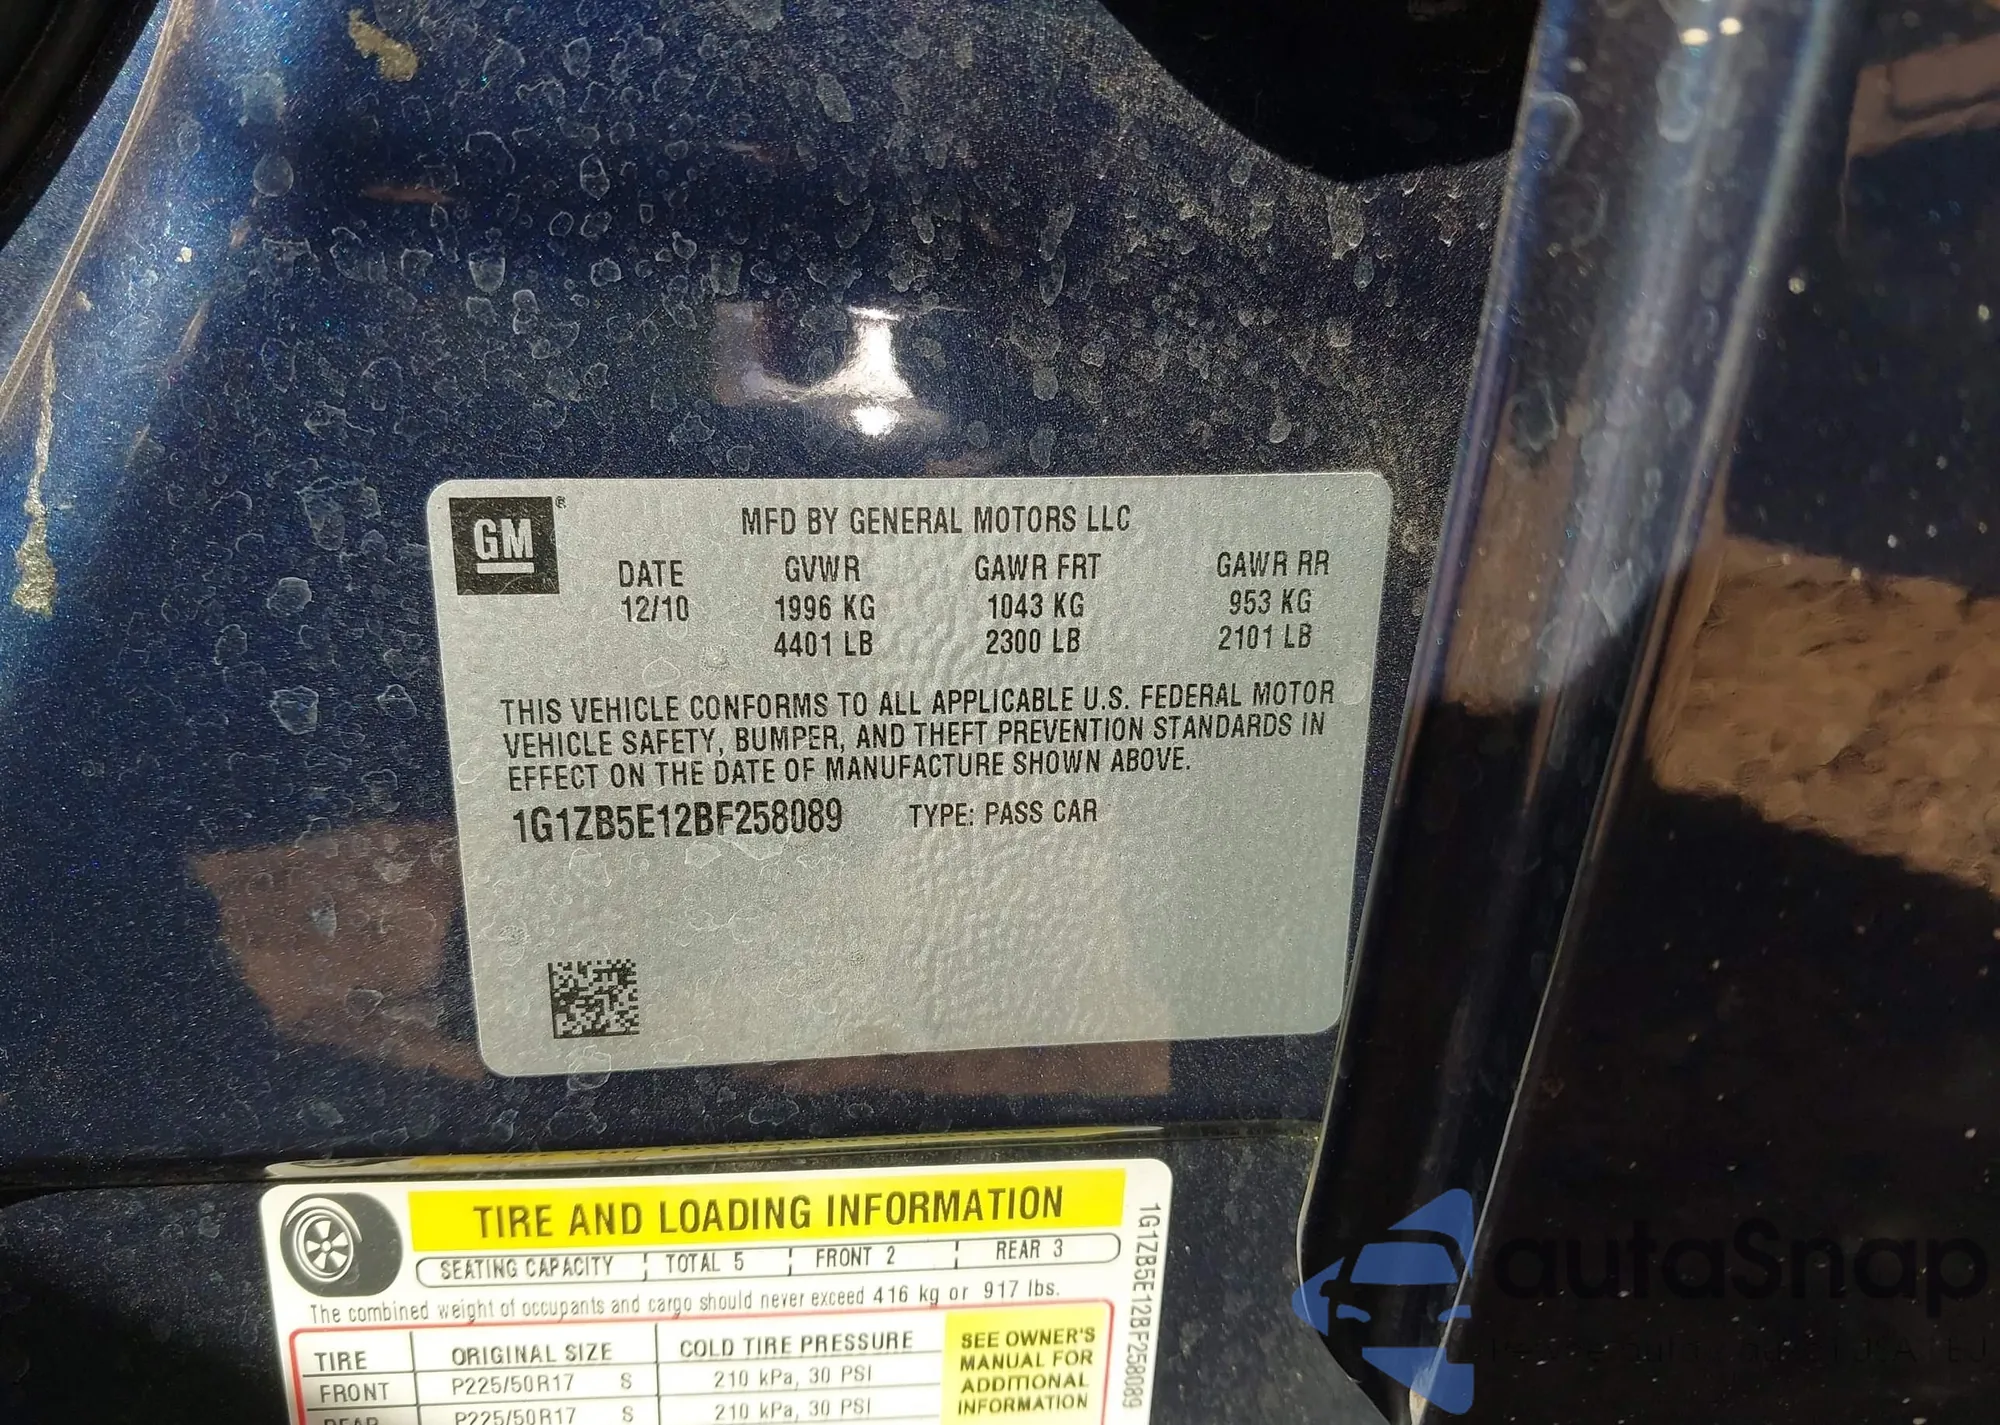 GM®
MFD BY GENERAL MOTORS LLC
DATE GVWR GAWR FRT GAWR RR
12/10 1996 KG 1043 KG 953 KG
4401 LB 2300 LB 2101 LB
THIS VEHICLE CONFORMS TO ALL APPLICABLE U.S. FEDERAL MOTOR
VEHICLE SAFETY, BUMPER, AND THEFT PREVENTION STANDARDS IN
EFFECT ON THE DATE OF MANUFACTURE SHOWN ABOVE.
1G1ZB5E12BF258089 TYPE: PASS CAR
TIRE AND LOADING INFORMATION
SEATING CAPACITY TOTAL 5 FRONT 2 REAR 3
The combined weight of occupants and cargo should never exceed 416 kg or 917 lbs.
TIRE ORIGINAL SIZE COLD TIRE PRESSURE
FRONT P225/50R17 S 210 kPa, 30 PSI
REAR P225/50R17 S 210 kPa, 30 PSI
SEE OWNER'S
MANUAL FOR
ADDITIONAL
INFORMATION
1G1ZB5E12BF258089
autoSnap